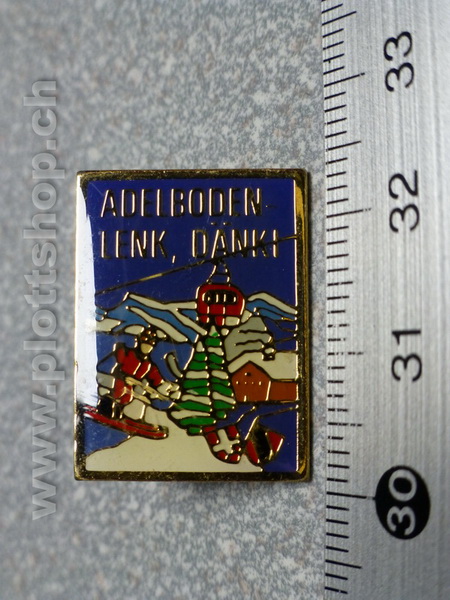 ADELBODEN-
LENK, DÄNK!
www.plottshop.ch
33
32
31
30